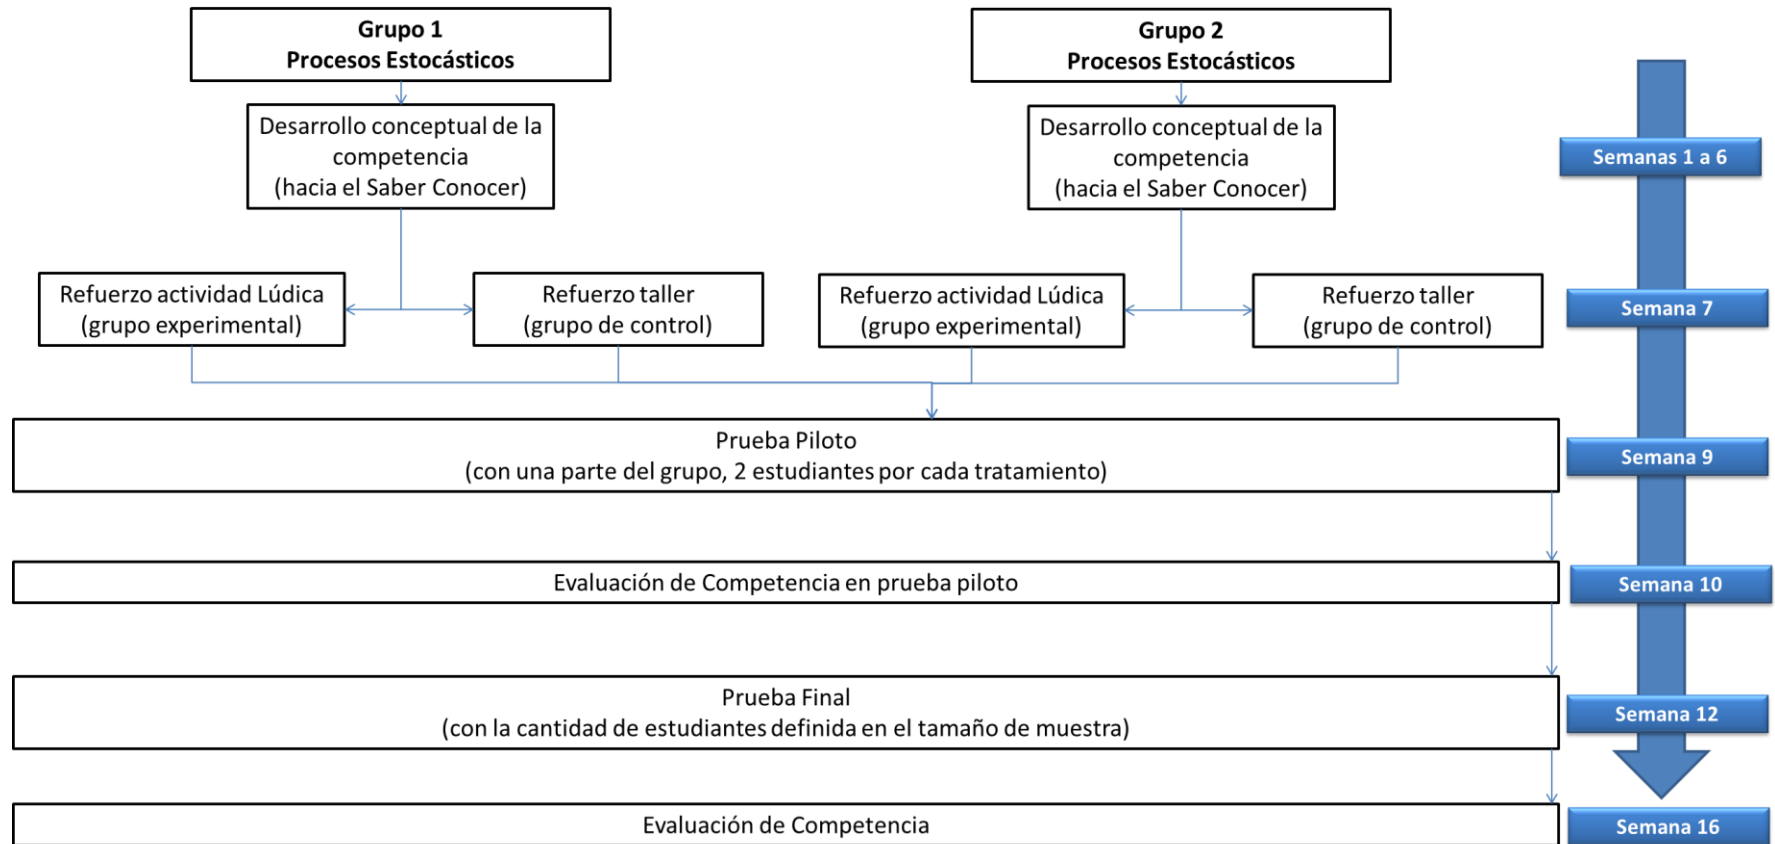 Grupo 1
Procesos Estocásticos
Grupo 2
Procesos Estocásticos
Desarrollo conceptual de la
competencia
(hacia el Saber Conocer)
Desarrollo conceptual de la
competencia
(hacia el Saber Conocer)
Semanas 1 a 6
Refuerzo actividad Lúdica
(grupo experimental)
Refuerzo taller
(grupo de control)
Refuerzo actividad Lúdica
(grupo experimental)
Refuerzo taller
(grupo de control)
Semana 7
Prueba Piloto
(con una parte del grupo, 2 estudiantes por cada tratamiento)
Semana 9
Evaluación de Competencia en prueba piloto
Semana 10
Prueba Final
(con la cantidad de estudiantes definida en el tamaño de muestra)
Semana 12
Evaluación de Competencia
Semana 16